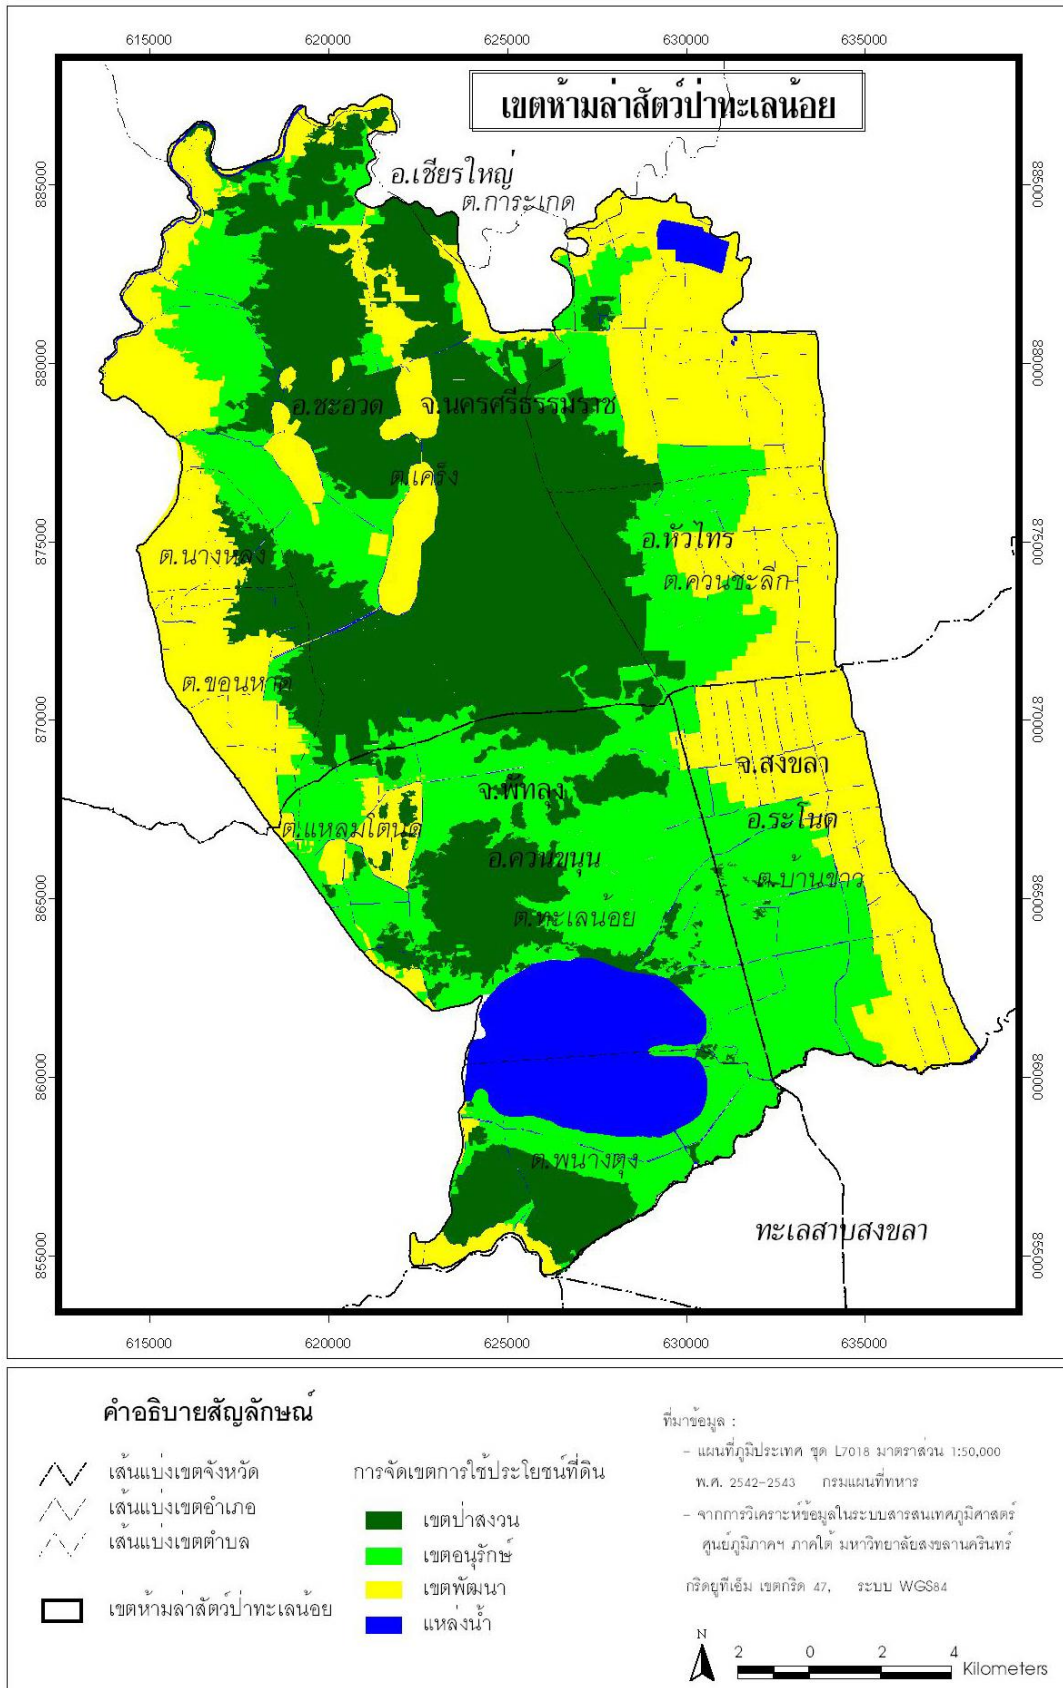 615000 620000 625000 630000 635000
เขตห้ามล่าสัตว์ป่าทะเลน้อย
885000
885000
อ.เชียรใหญ่
ต.การะเกด
880000
880000
อ.ชะอวด
จ.นครศรีธรรมราช
ต.เคร็ง
875000
875000
อ.หัวไทร
ต.นางหลง
ต.ควนชะลิก
ต.ขอนหาด
870000
870000
จ.สงขลา
จ.พัทลุง
อ.ระโนด
ต.แหลมโตนด
อ.ควนขนุน
ต.บ้านขาว
865000
865000
ต.ทะเลน้อย
860000
860000
ต.พนางตุง
ทะเลสาบสงขลา
855000
855000
615000 620000 625000 630000 635000
คำอธิบายสัญลักษณ์
เส้นแบ่งเขตจังหวัด
เส้นแบ่งเขตอำเภอ
เส้นแบ่งเขตตำบล
เขตห้ามล่าสัตว์ป่าทะเลน้อย
การจัดเขตการใช้ประโยชน์ที่ดิน
เขตป่าสงวน
เขตอนุรักษ์
เขตพัฒนา
แหล่งน้ำ
ที่มาข้อมูล :
- แผนที่ภูมิประเทศ ชุด L7018 มาตราส่วน 1:50,000
พ.ศ. 2542-2543 กรมแผนที่ทหาร
- จากการวิเคราะห์ข้อมูลในระบบสารสนเทศภูมิศาสตร์
ศูนย์ภูมิภาคฯ ภาคใต้ มหาวิทยาลัยสงขลานครินทร์
กริดยูทีเอ็ม เขตกริด 47, ระบบ WGS84
N
2 0 2 4
Kilometers